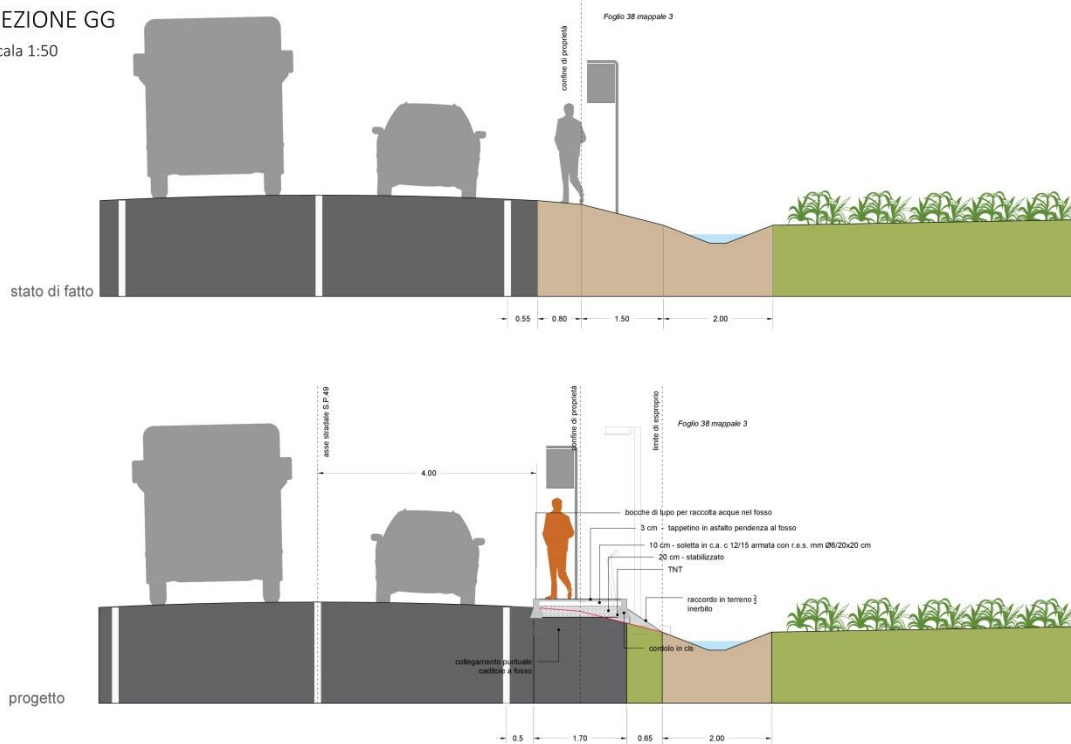 EZIONE GG
cala 1:50
Foglio 38 mappale 3
confine di proprietà
stato di fatto
0.55 0.80 1.50 2.00
asse stradale S.P.49
confine di proprietà
limite di esproprio
Foglio 38 mappale 3
4.00
bocche di lupo per raccolta acque nel fosso
3 cm - tappetino in asfalto pendenza al fosso
10 cm - soletta in c.a. c 12/15 armata con r.e.s. mm Ø6/20x20 cm
20 cm - stabilizzato
TNT
raccordo in terreno
inerbito
cordolo in cls
collegamento puntuale
caditoie a fosso
progetto
0.5 1.70 0.65 2.00